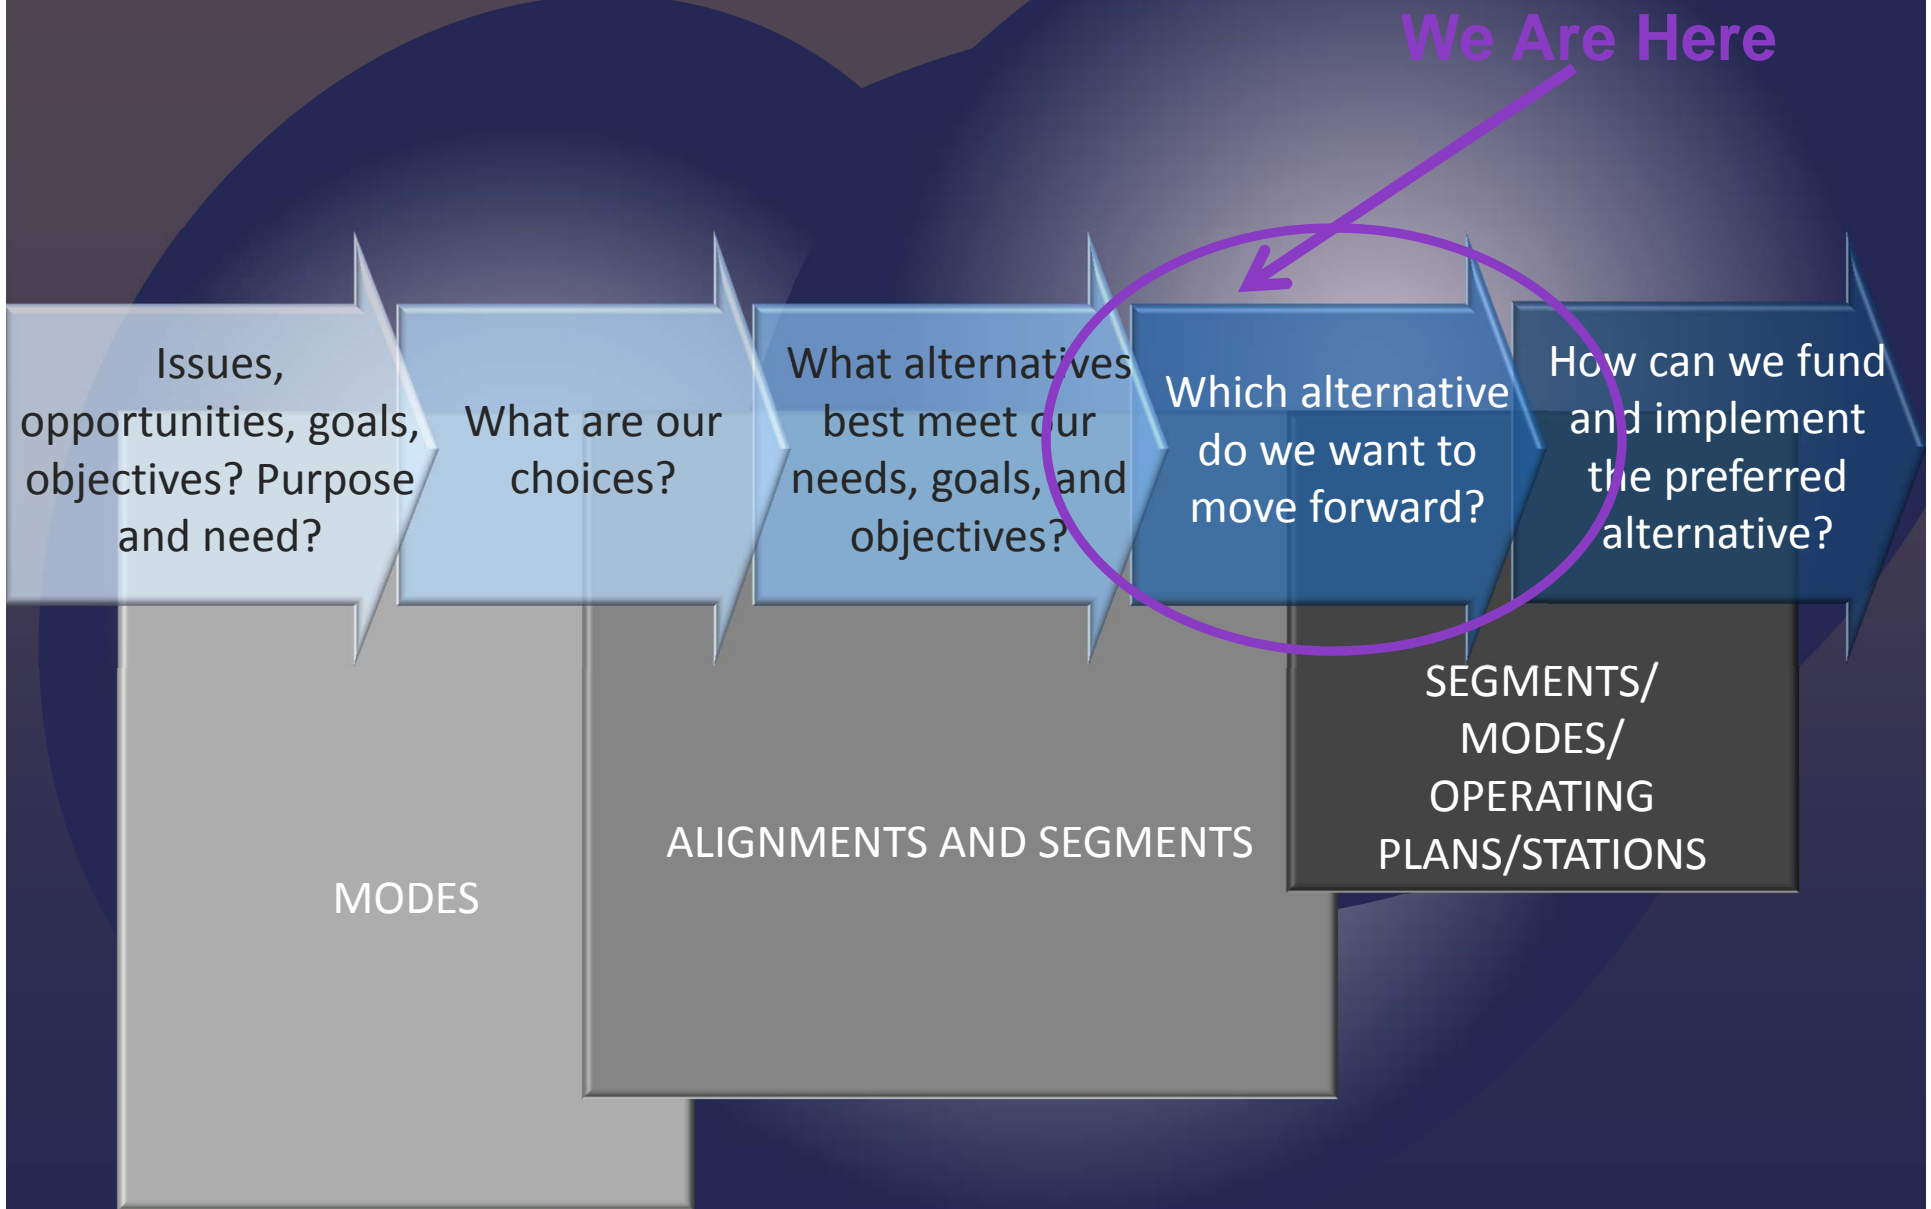 We Are Here
Issues,
opportunities, goals,
objectives? Purpose
and need?
What are our
choices?
What alternatives
best meet our
needs, goals, and
objectives?
Which alternative
do we want to
move forward?
How can we fund
and implement
the preferred
alternative?
SEGMENTS/
MODES/
OPERATING
PLANS/STATIONS
ALIGNMENTS AND SEGMENTS
MODES